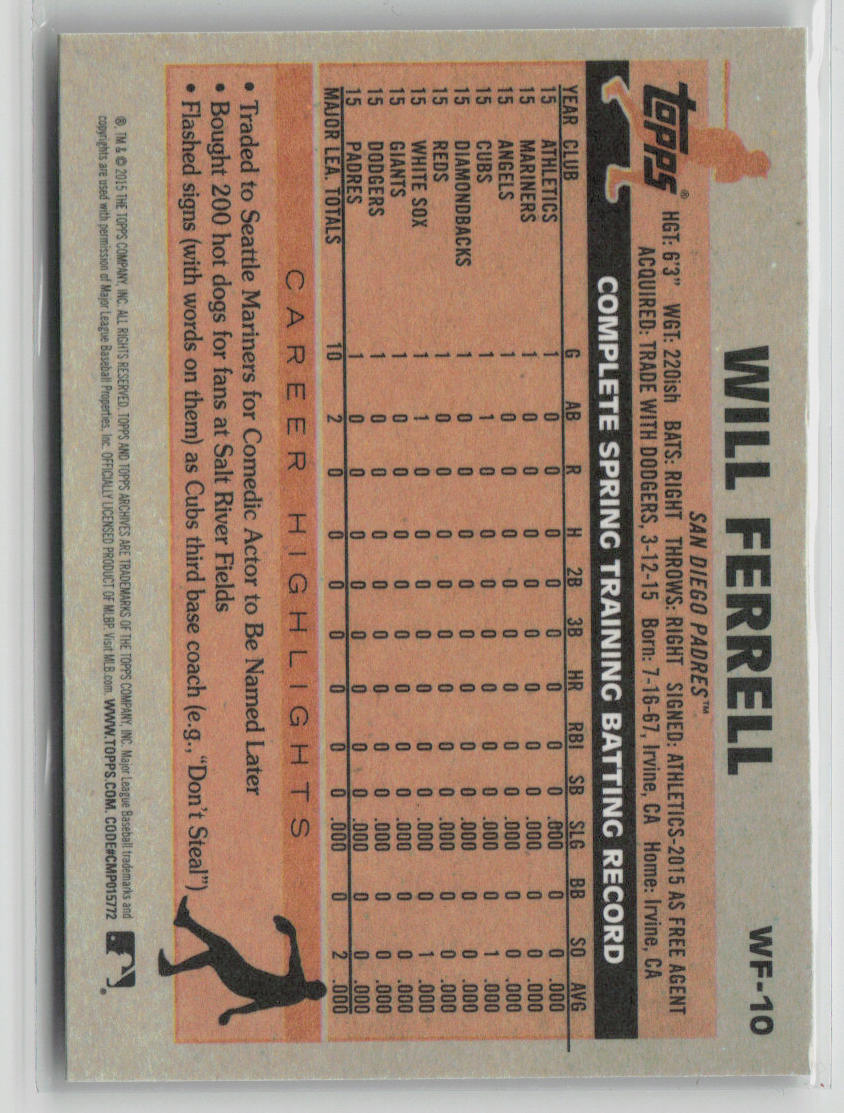 WILL FERRELL
WF-10
SAN DIEGO PADRES™
topps®
HGT: 6'3" WGT: 220ish BATS: RIGHT THROWS: RIGHT SIGNED: ATHLETICS-2015 AS FREE AGENT
ACQUIRED: TRADE WITH DODGERS, 3-12-15 Born: 7-16-67, Irvine, CA Home: Irvine, CA
COMPLETE SPRING TRAINING BATTING RECORD
YEAR CLUB G AB R H 2B 3B HR RBI SB SLG BB SO AVG
15 ATHLETICS 1 0 0 0 0 0 0 0 0 .000 0 0 .000
15 MARINERS 1 0 0 0 0 0 0 0 0 .000 0 0 .000
15 ANGELS 1 0 0 0 0 0 0 0 0 .000 0 0 .000
15 CUBS 1 1 0 0 0 0 0 0 0 .000 0 1 .000
15 DIAMONDBACKS 1 0 0 0 0 0 0 0 0 .000 0 0 .000
15 REDS 1 0 0 0 0 0 0 0 0 .000 0 0 .000
15 WHITE SOX 1 1 0 0 0 0 0 0 0 .000 0 1 .000
15 GIANTS 1 0 0 0 0 0 0 0 0 .000 0 0 .000
15 DODGERS 1 0 0 0 0 0 0 0 0 .000 0 0 .000
15 PADRES 1 0 0 0 0 0 0 0 0 .000 0 0 .000
MAJOR LEA. TOTALS 10 2 0 0 0 0 0 0 0 .000 0 2 .000
CAREER HIGHLIGHTS
• Traded to Seattle Mariners for Comedic Actor to Be Named Later
• Bought 200 hot dogs for fans at Salt River Fields
• Flashed signs (with words on them) as Cubs third base coach (e.g., "Don't Steal")
®, TM & © 2015 THE TOPPS COMPANY, INC. ALL RIGHTS RESERVED. TOPPS AND TOPPS ARCHIVES ARE TRADEMARKS OF THE TOPPS COMPANY, INC. Major League Baseball trademarks and
copyrights are used with permission of Major League Baseball Properties, Inc. OFFICIALLY LICENSED PRODUCT OF MLBP. Visit MLB.com. WWW.TOPPS.COM. CODE#CMP015772
®